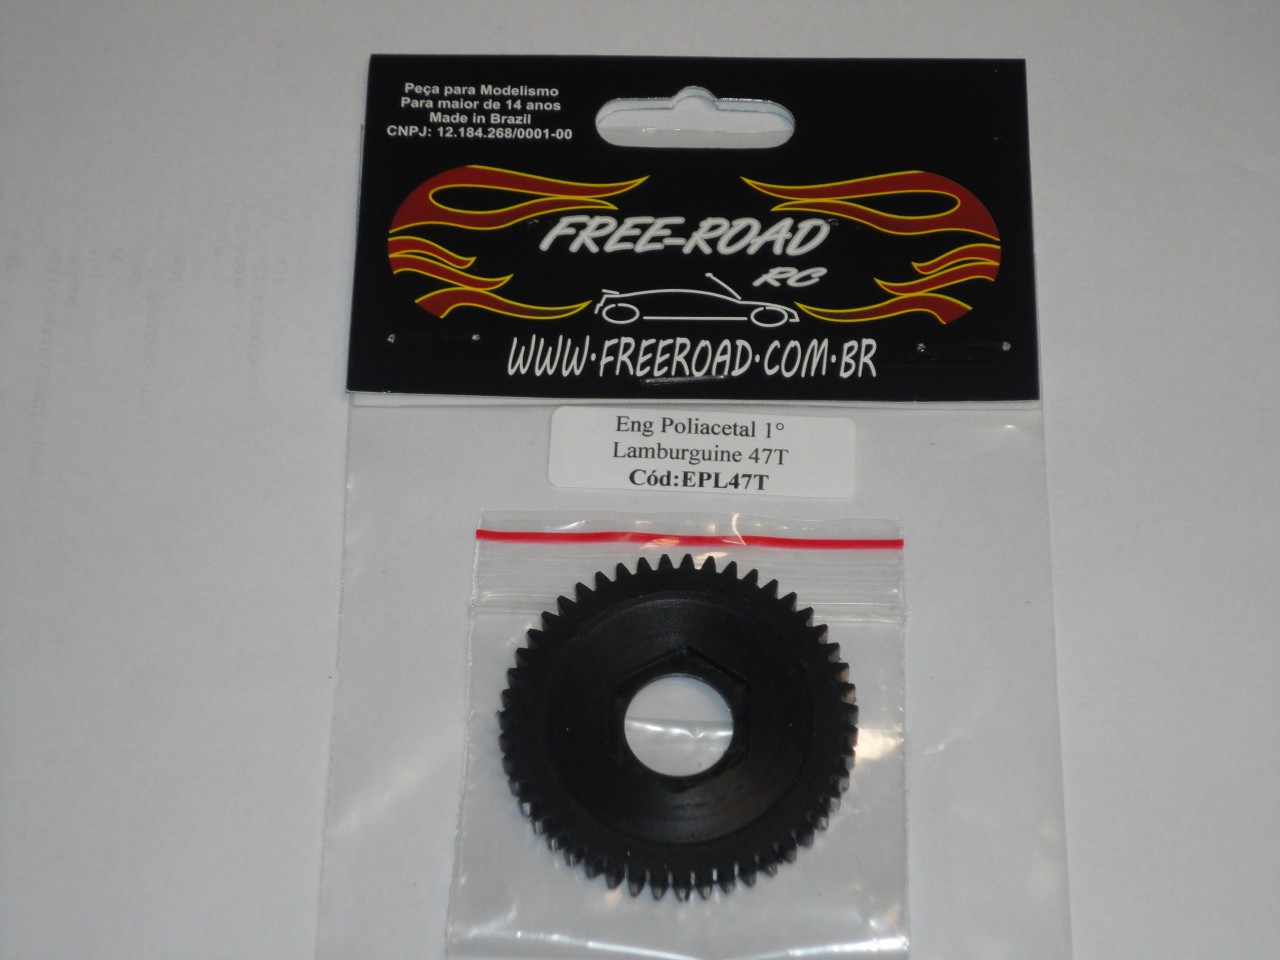 Peça para Modelismo
Para maior de 14 anos
Made in Brazil
CNPJ: 12.184.268/0001-00
FREE-ROAD
RC
WWW·FREEROAD·COM·BR
Eng Poliacetal 1°
Lamburguine 47T
Cód:EPL47T